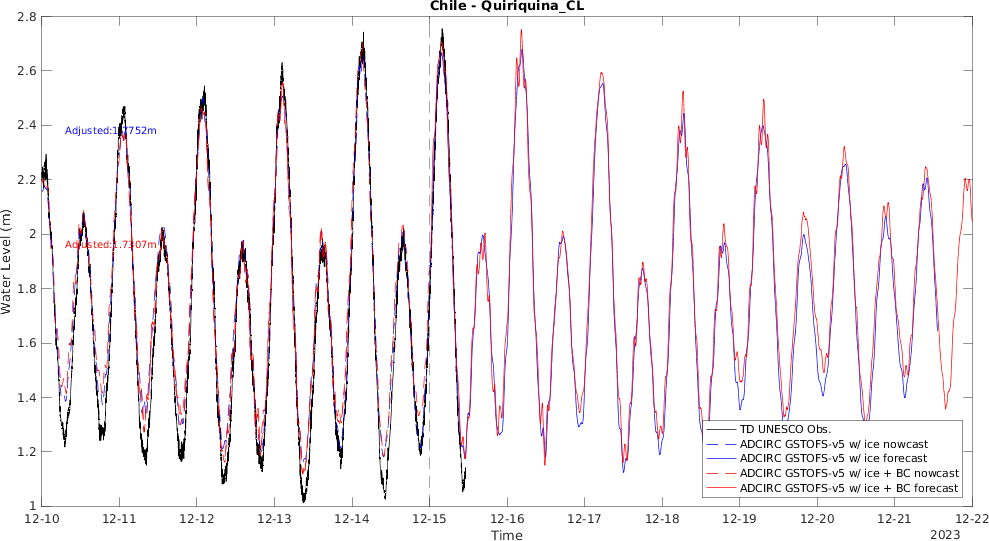 Chile - Quiriquina_CL
2.8
2.6
2.4
2.2
2
1.8
1.6
1.4
1.2
1
Water Level (m)
Adjusted:1.7752m
Adjusted:1.7307m
TD UNESCO Obs.
ADCIRC GSTOFS-v5 w/ ice nowcast
ADCIRC GSTOFS-v5 w/ ice forecast
ADCIRC GSTOFS-v5 w/ ice + BC nowcast
ADCIRC GSTOFS-v5 w/ ice + BC forecast
12-10 12-11 12-12 12-13 12-14 12-15 12-16 12-17 12-18 12-19 12-20 12-21 12-22
Time
2023